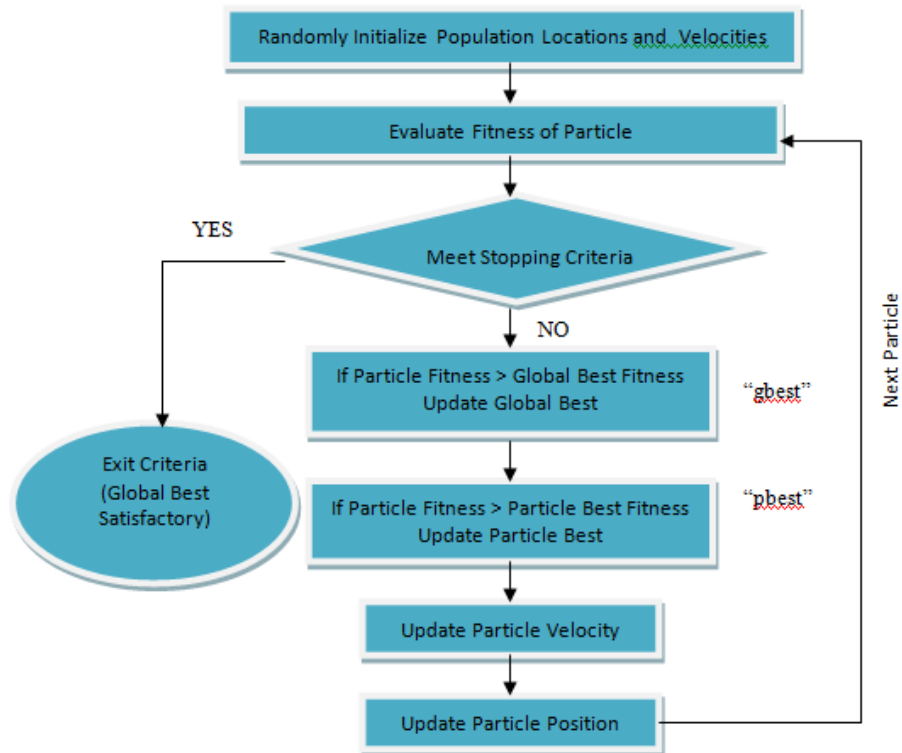 Randomly Initialize Population Locations and Velocities
Evaluate Fitness of Particle
YES
Meet Stopping Criteria
NO
If Particle Fitness > Global Best Fitness
Update Global Best
“gbest”
Next Particle
Exit Criteria
(Global Best
Satisfactory)
If Particle Fitness > Particle Best Fitness
Update Particle Best
“pbest”
Update Particle Velocity
Update Particle Position